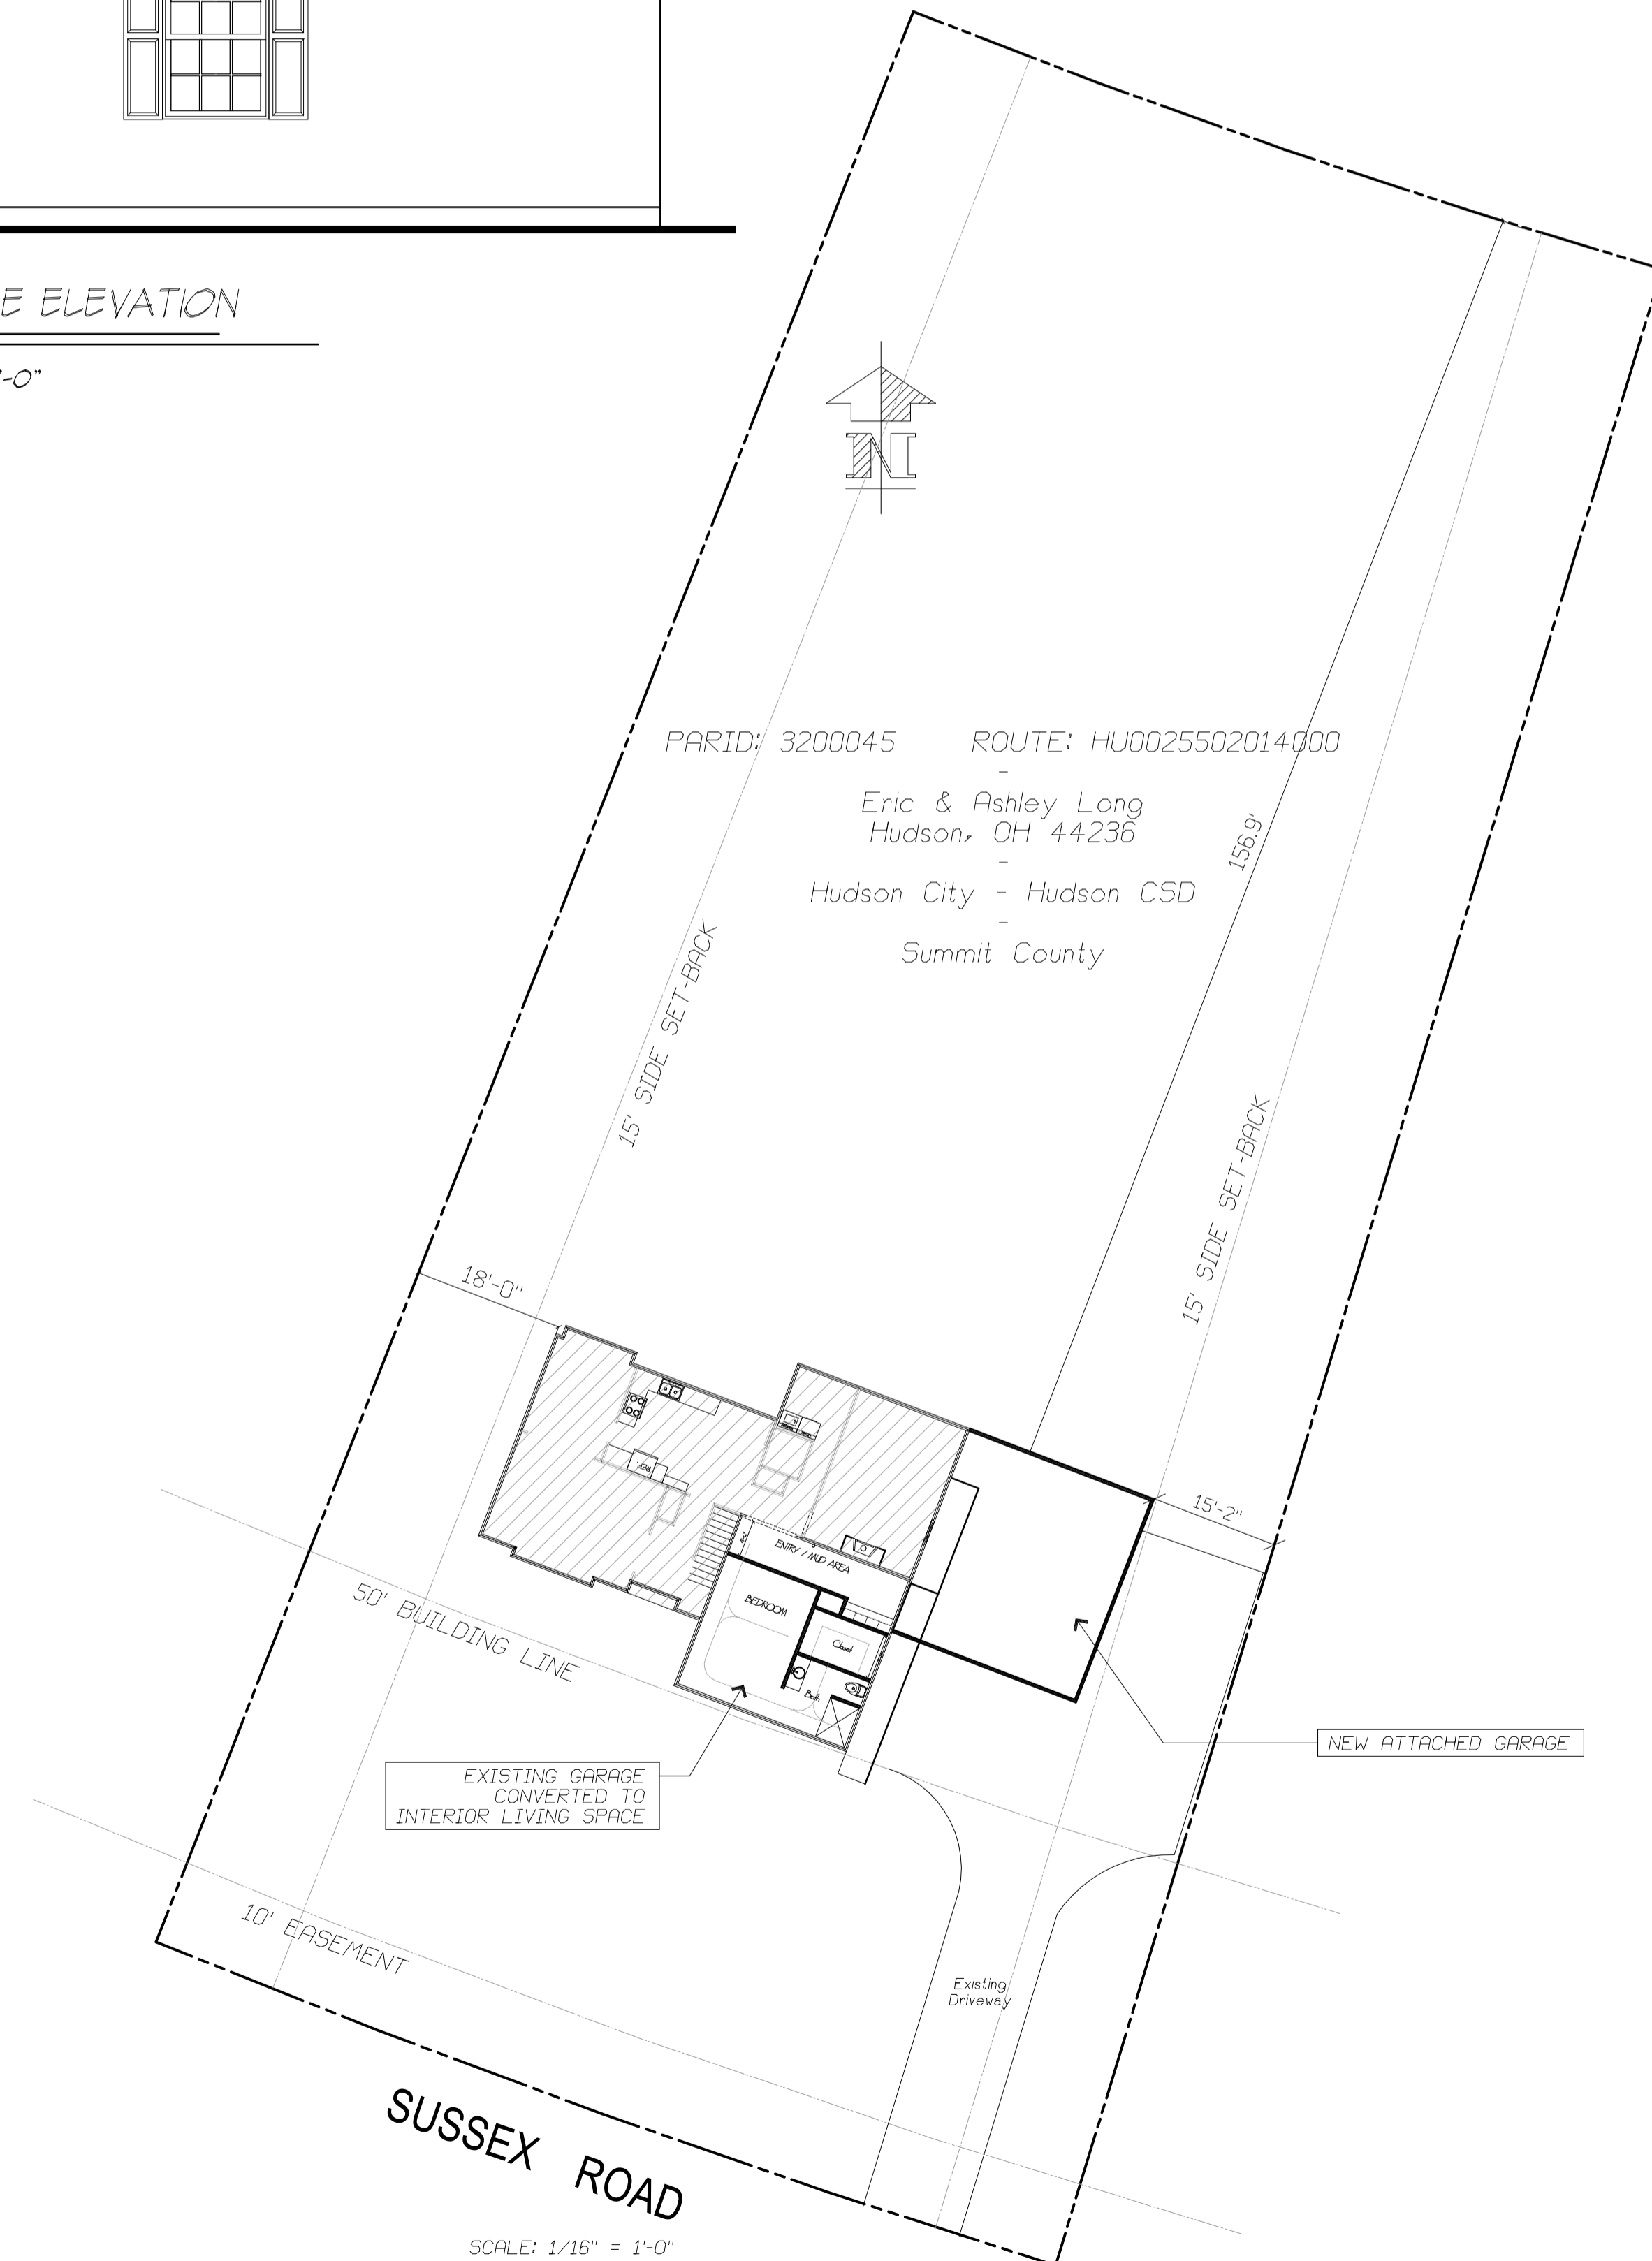 E ELEVATION
'-0"
N
PARID: 3200045 ROUTE: HU0025502014000
-
Eric & Ashley Long
Hudson, OH 44236
-
Hudson City - Hudson CSD
-
Summit County
156.9'
15' SIDE SET-BACK
15' SIDE SET-BACK
18'-0"
15'-2"
REF.
ENTRY / MUD AREA
BEDROOM
Closet
Bath
50' BUILDING LINE
NEW ATTACHED GARAGE
EXISTING GARAGE
CONVERTED TO
INTERIOR LIVING SPACE
10' EASEMENT
Existing
Driveway
SUSSEX ROAD
SCALE: 1/16" = 1'-0"